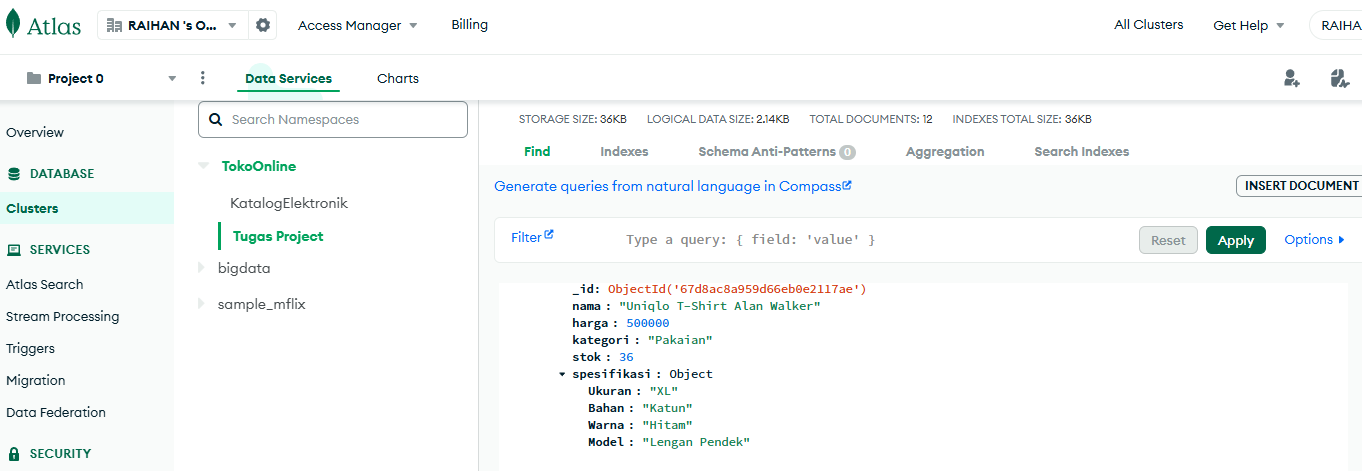 Atlas
RAIHAN 's O...
Access Manager
Billing
All Clusters
Get Help
RAIHA
Project 0
Data Services
Charts
Overview
DATABASE
Clusters
SERVICES
Atlas Search
Stream Processing
Triggers
Migration
Data Federation
SECURITY
Search Namespaces
TokoOnline
KatalogElektronik
Tugas Project
bigdata
sample_mflix
STORAGE SIZE: 36KB LOGICAL DATA SIZE: 2.14KB TOTAL DOCUMENTS: 12 INDEXES TOTAL SIZE: 36KB
Find Indexes Schema Anti-Patterns 0 Aggregation Search Indexes
Generate queries from natural language in Compass
INSERT DOCUMENT
Filter Type a query: { field: 'value' } Reset Apply Options
_id: ObjectId('67d8ac8a959d66eb0e2117ae')
nama : "Uniqlo T-Shirt Alan Walker"
harga : 500000
kategori : "Pakaian"
stok : 36
spesifikasi : Object
Ukuran : "XL"
Bahan : "Katun"
Warna : "Hitam"
Model : "Lengan Pendek"